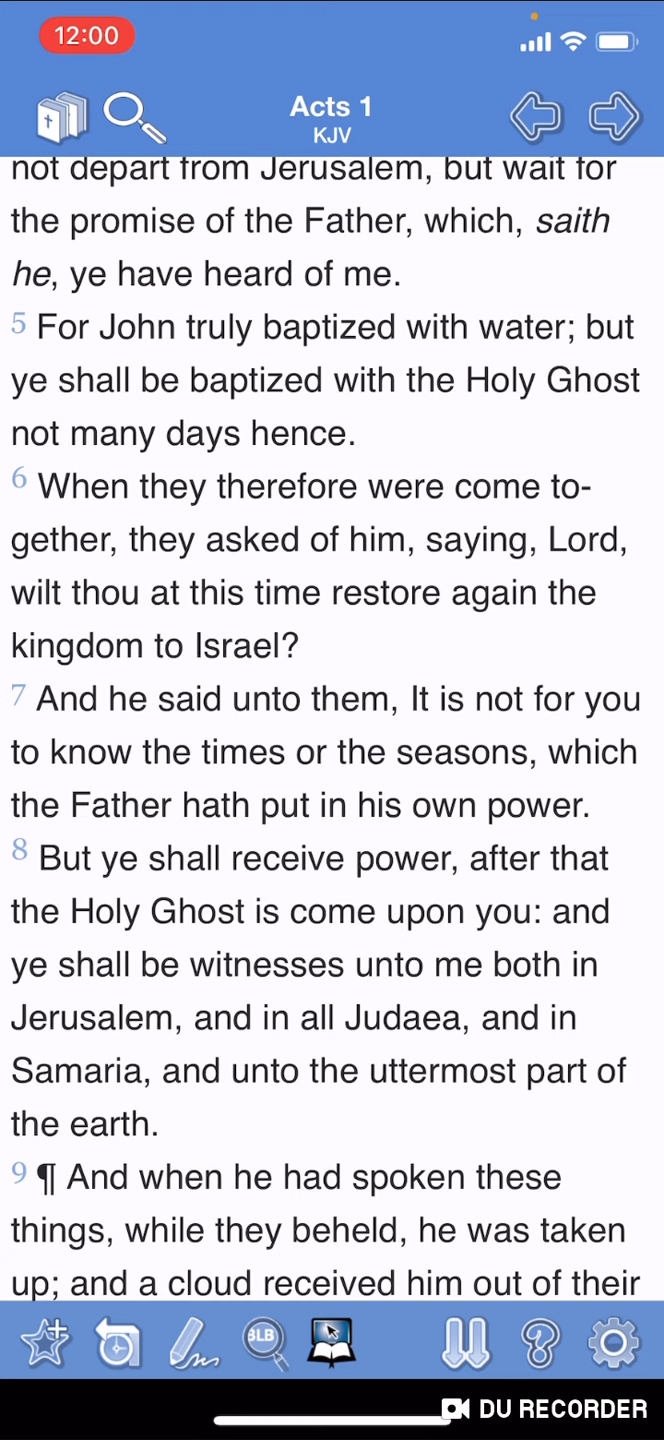 12:00
Acts 1
KJV
not depart from Jerusalem, but wait for
the promise of the Father, which, saith
he, ye have heard of me.
5 For John truly baptized with water; but
ye shall be baptized with the Holy Ghost
not many days hence.
6 When they therefore were come to-
gether, they asked of him, saying, Lord,
wilt thou at this time restore again the
kingdom to Israel?
7 And he said unto them, It is not for you
to know the times or the seasons, which
the Father hath put in his own power.
8 But ye shall receive power, after that
the Holy Ghost is come upon you: and
ye shall be witnesses unto me both in
Jerusalem, and in all Judaea, and in
Samaria, and unto the uttermost part of
the earth.
9 ¶ And when he had spoken these
things, while they beheld, he was taken
up; and a cloud received him out of their
BLB
DU RECORDER